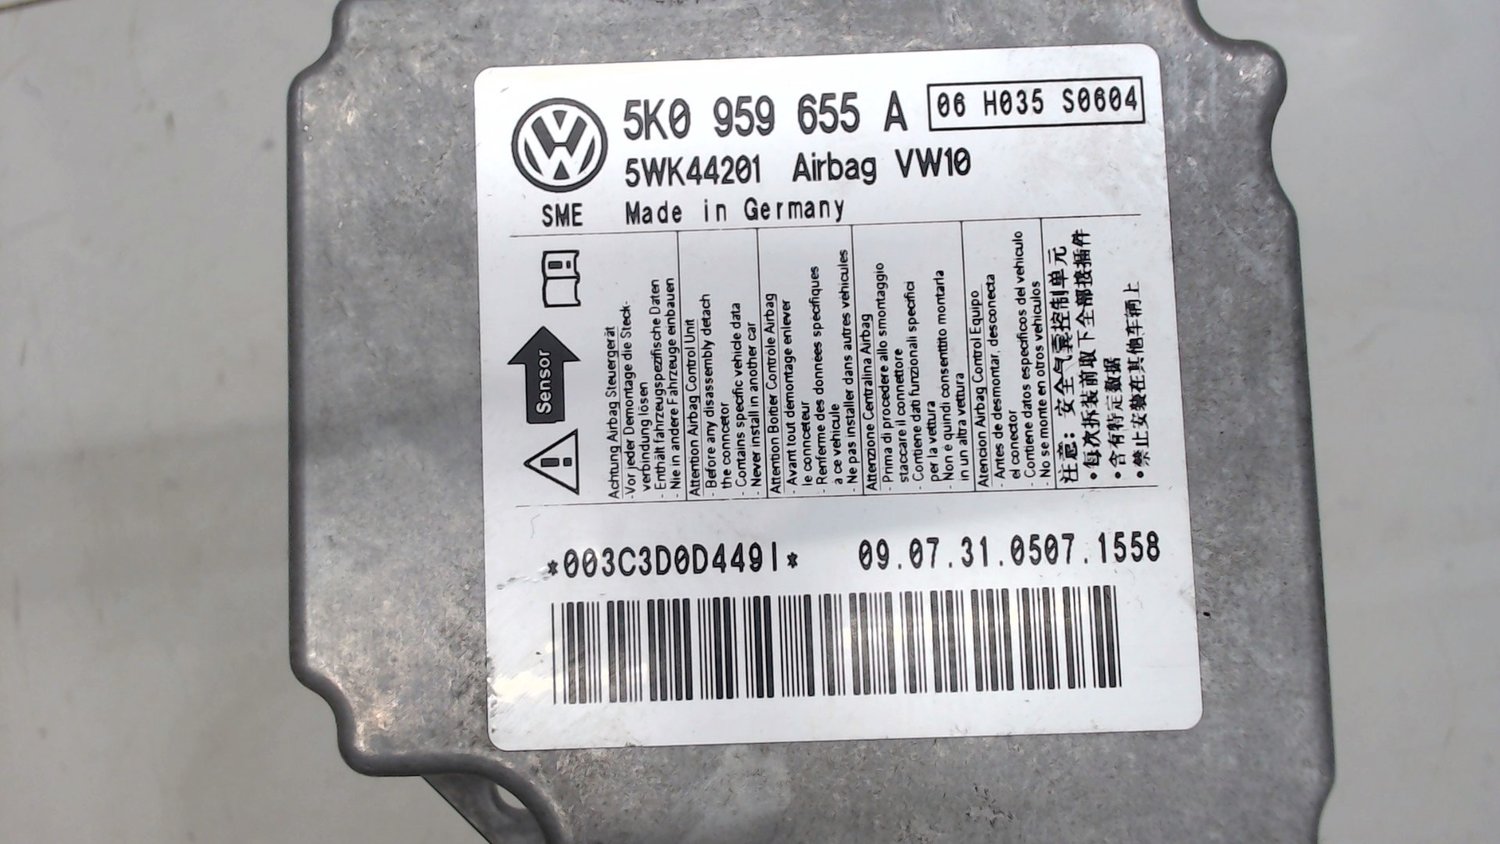 5K0 959 655 A
06 H035 S0604
5WK44201 Airbag VW10
SME
Made in Germany
Sensor
Achtung Airbag Steuergerät
- Vor jeder Demontage die Steck-
verbindung lösen
- Enthält fahrzeugspezifische Daten
- Nie in andere Fahrzeuge einbauen
Attention Airbag Control Unit
- Before any disassembly detach
the conncetor
- Contains specific vehicle data
- Never install in another car
Attention Boitier Contrôle Airbag
- Avant tout demontage enlever
le connceteur
- Renferme des donnees specifiques
a ce vehicule
- Ne pas installer dans autres véhicules
Attenzione Centralina Airbag
- Prima di procedere allo smontaggio
staccare il connettore
- Contiene dati funzionali specifici
per la vettura
- Non é quindi consentitito montarla
in un altra vettura
Atencion Airbag Control Equipo
- Antes de desmontar, desconecta
el conector
- Contiene datos específicos del vehículo
- No se monte en otros vehículos
注意: 安全气囊控制单元
•每次拆装前取下全部接插件
•含有特定数据
•禁止安装在其他车辆上
*003C3D0D449I*
09.07.31.0507.1558